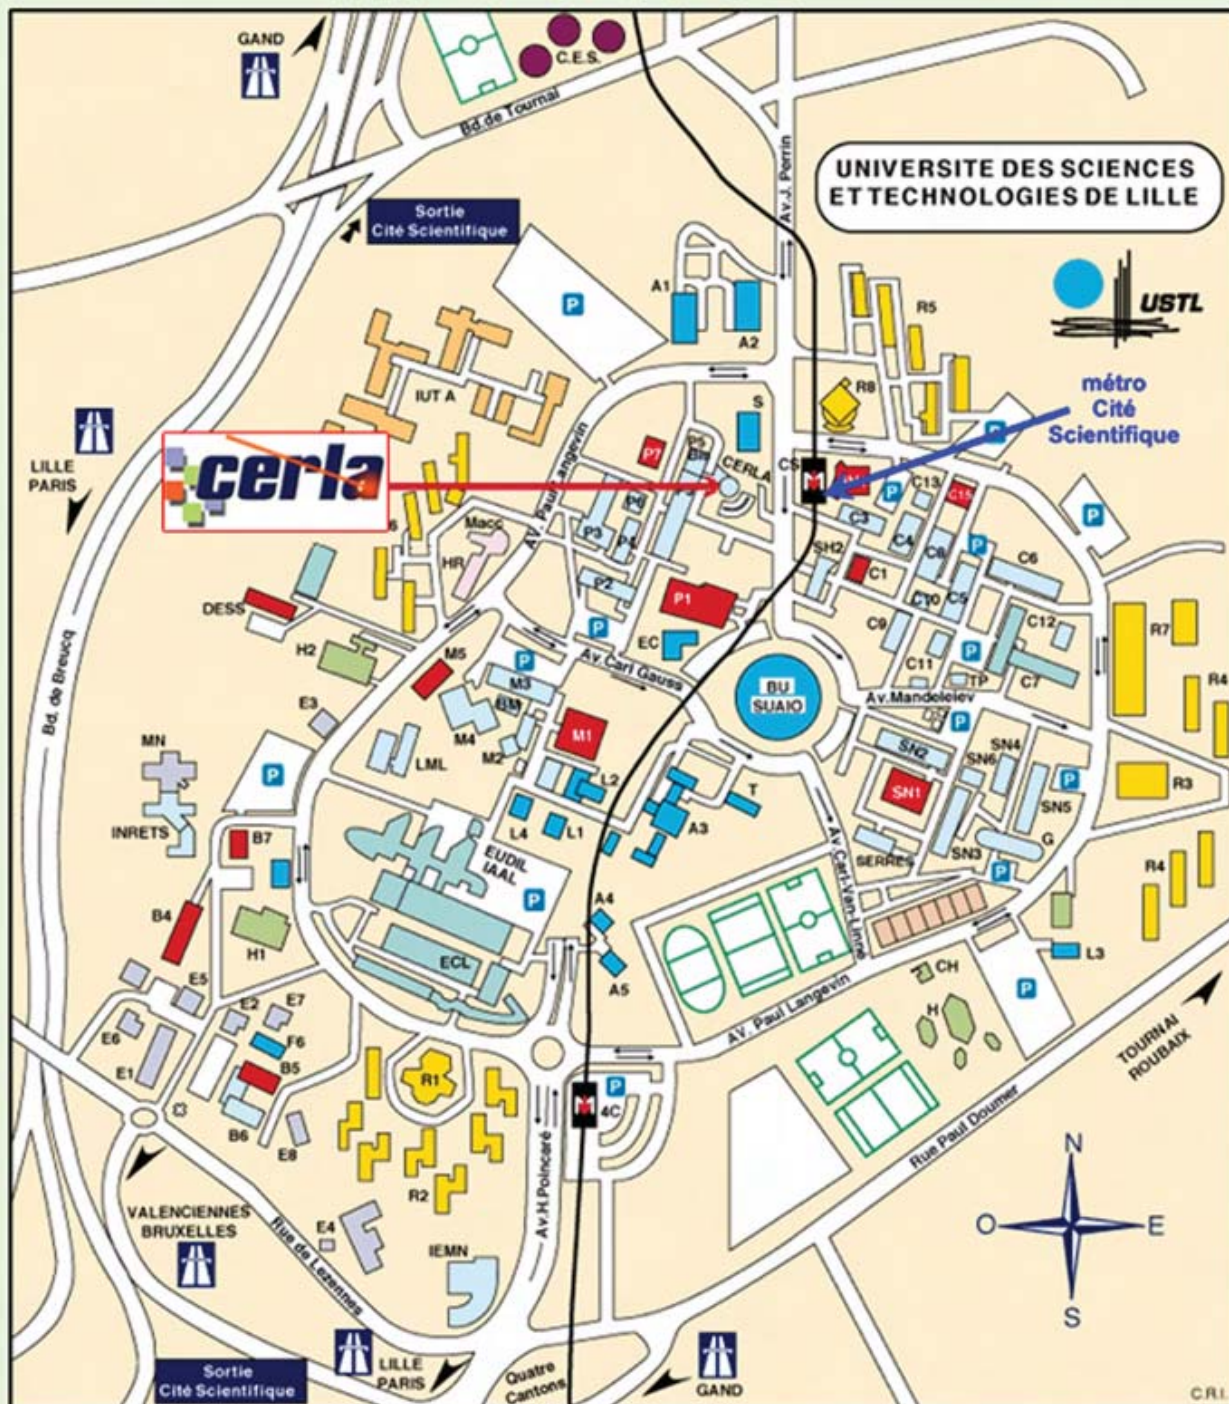 GAND
C.E.S.
Bd.de Tournai
Av.J. Perrin
UNIVERSITE DES SCIENCES
ET TECHNOLOGIES DE LILLE
Sortie
Cité Scientifique
P
A1
A2
R5
USTL
IUT A
R8
S
métro
Cité
Scientifique
P
LILLE
PARIS
cerla
AV. Paul Langevin
P7
P5
CERLA
CS
M
P
C13
C15
P
C3
C4
C8
P
C6
Macc
HR
P3
P4
P2
SH2
C1
C10
C5
DESS
P1
C9
C12
R7
H2
P
EC
C11
P
TP
C7
R4
M5
P
Av.Carl Gauss
M3
BM
BU
SUAIO
Av.Mandeleiev
P
Bd. de Breucq
E3
M4
M2
M1
SN2
SN4
SN6
MN
P
LML
L2
T
SN1
SN5
P
R3
INRETS
L4
L1
A3
B7
EUDIL
IAAL
SERRES
SN3
G
P
R4
B4
P
Av.Carl-Van-Linné
A4
H1
ECL
A5
L3
CH
P
AV. Paul Langevin
E5
E2
E7
H
E6
F6
TOURNAI
ROUBAIX
E1
B5
R1
P
M
4C
B6
E8
Rue Paul Doumer
R2
Av.H.Poincaré
N
VALENCIENNES
BRUXELLES
E4
O
E
IEMN
Rue de Lezennes
S
LILLE
PARIS
Sortie
Cité Scientifique
Quatre
Cantons
GAND
C.R.I.